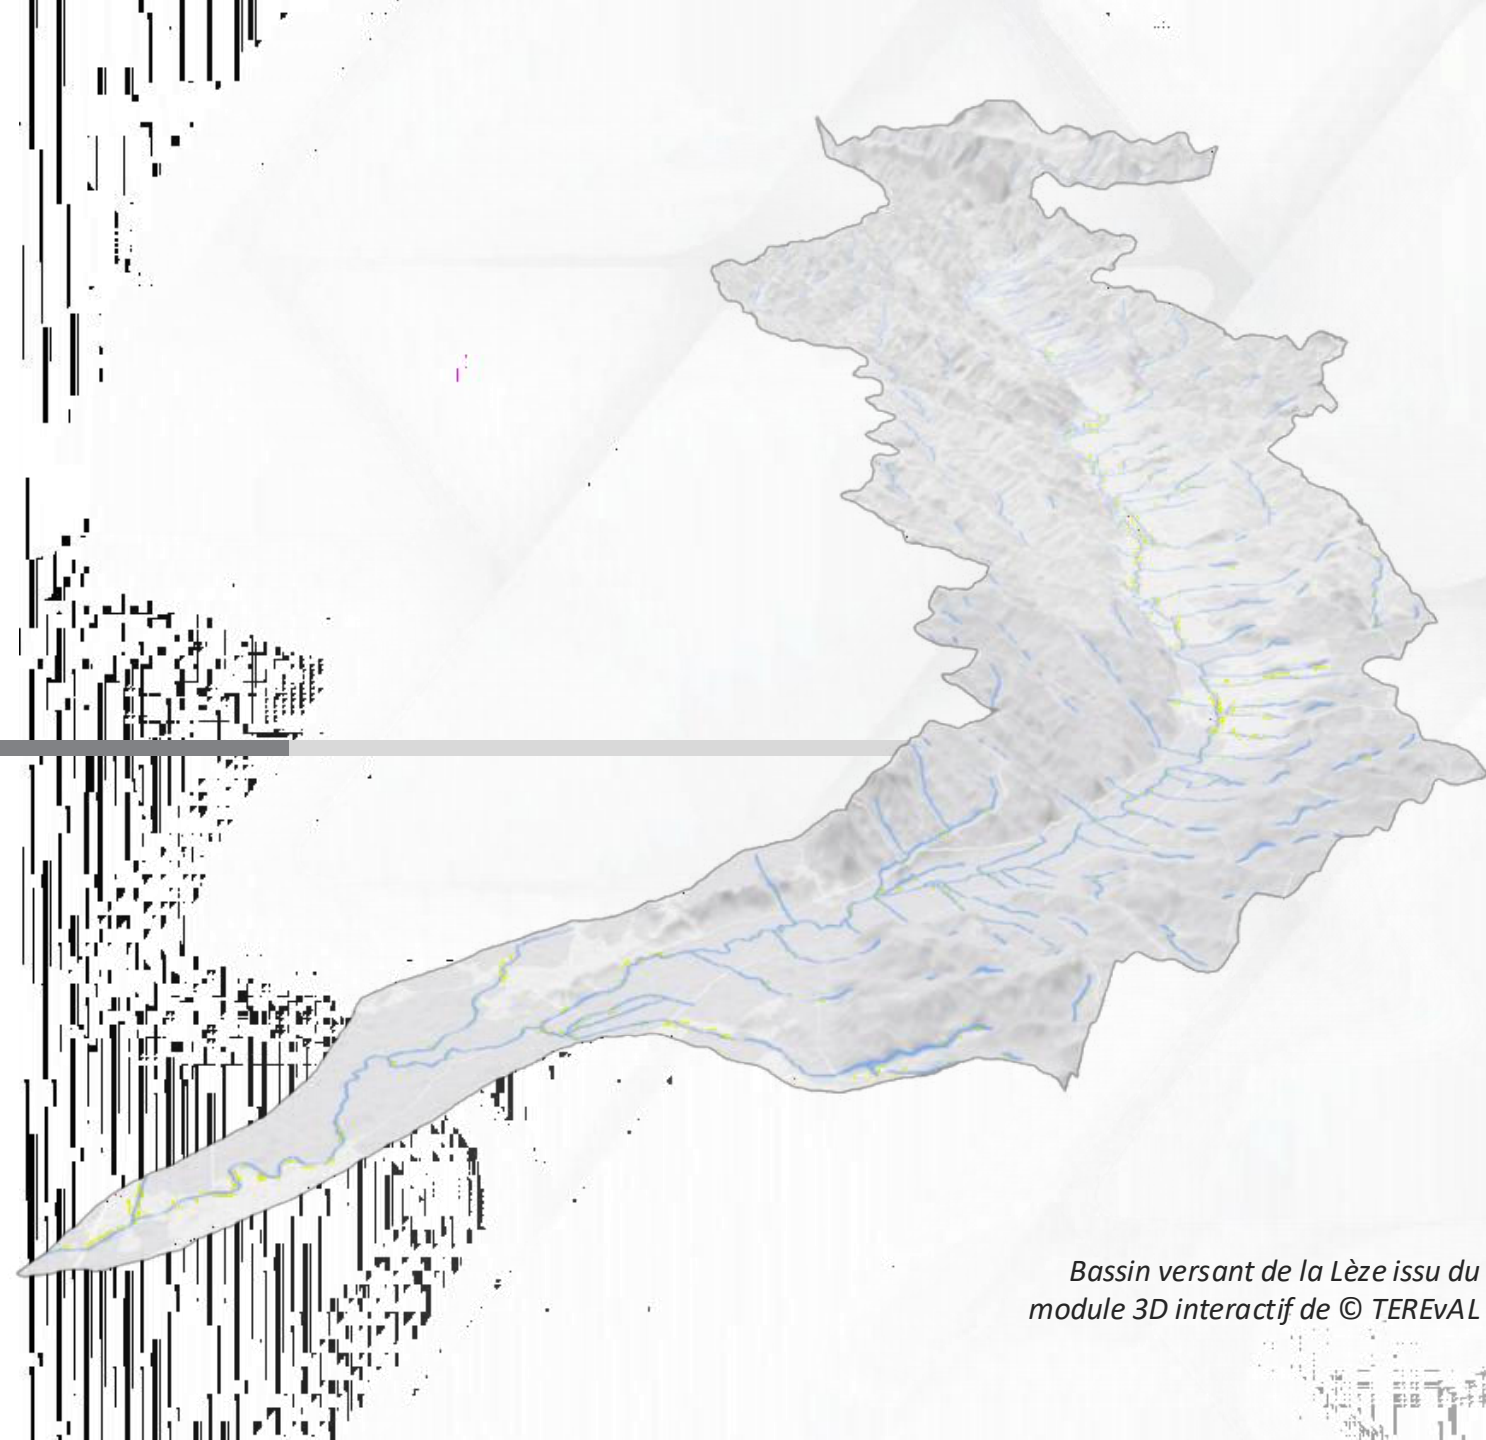 Bassin versant de la Lèze issu du
module 3D interactif de © TEREvAL